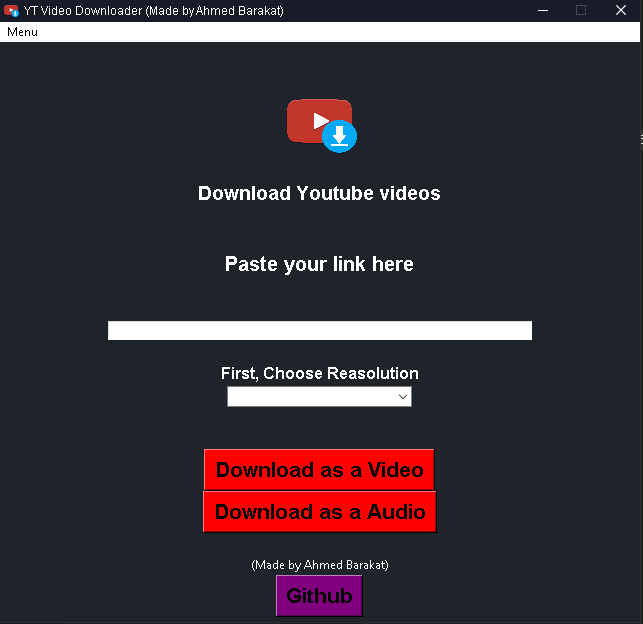 YT Video Downloader (Made by Ahmed Barakat)
Menu
Download Youtube videos
Paste your link here
First, Choose Reasolution
Download as a Video
Download as a Audio
(Made by Ahmed Barakat)
Github